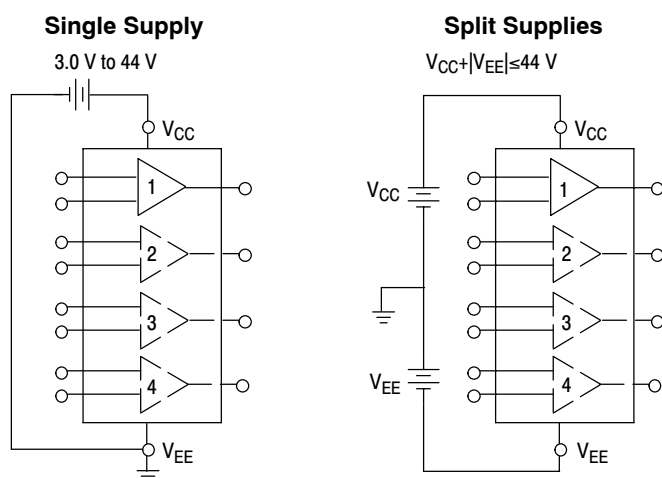 Single Supply
3.0 V to 44 V
VCC
1
2
3
4
VEE
Split Supplies
VCC+|VEE|≤44 V
VCC
VCC
1
2
3
4
VEE
VEE